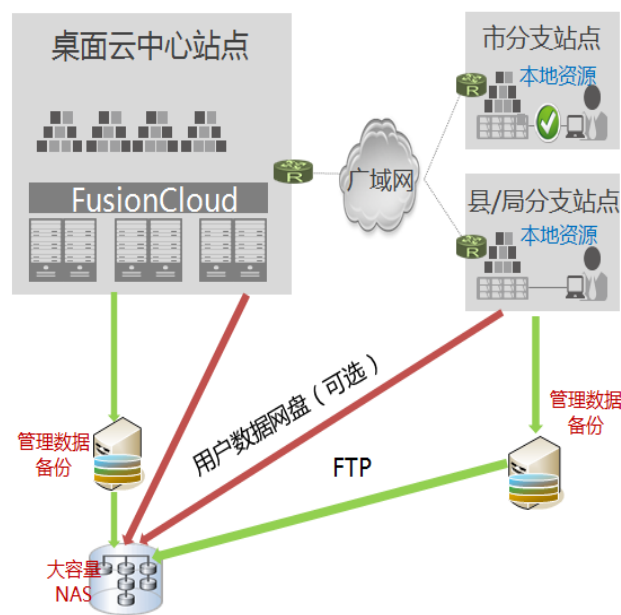 桌面云中心站点
FusionCloud
R
广域网
R
市分支站点
本地资源
R
县/局分支站点
本地资源
用户数据网盘（可选）
管理数据
备份
FTP
管理数据
备份
大容量
NAS